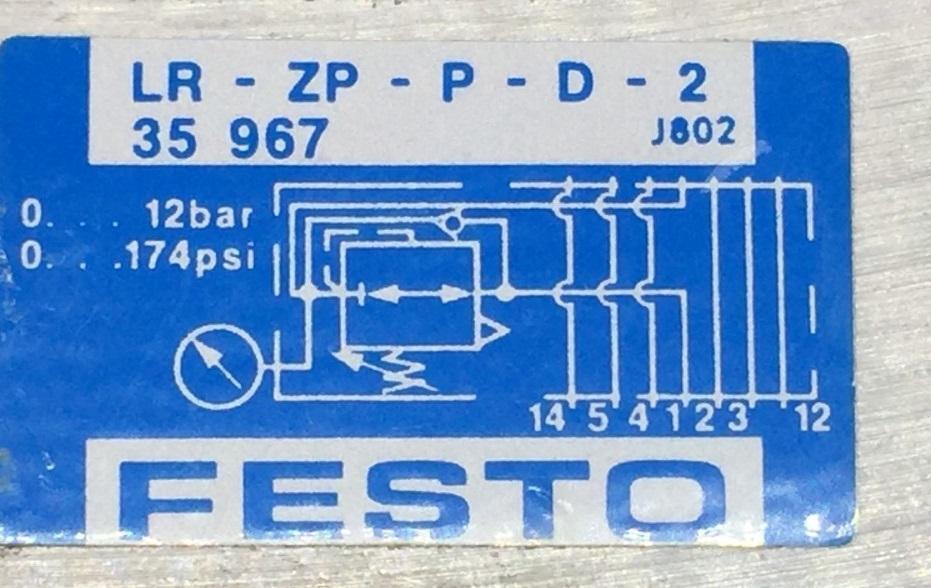 LR - ZP - P - D - 2
35 967 J802
0. . . . 12bar
0. . .174psi
14 5 4 1 2 3 12
FESTO